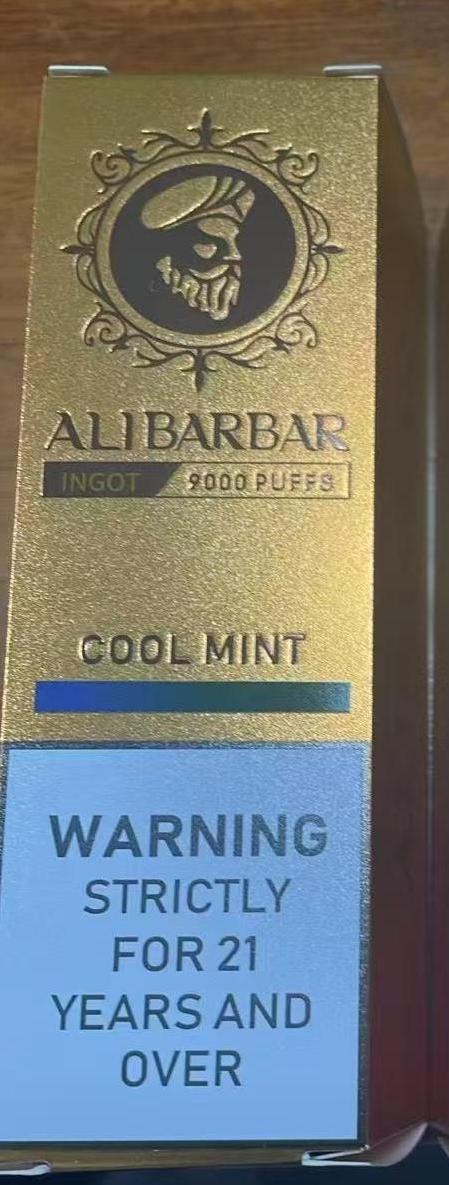 ALIBARBAR
INGOT 9000 PUFFS
COOL MINT
WARNING
STRICTLY
FOR 21
YEARS AND
OVER